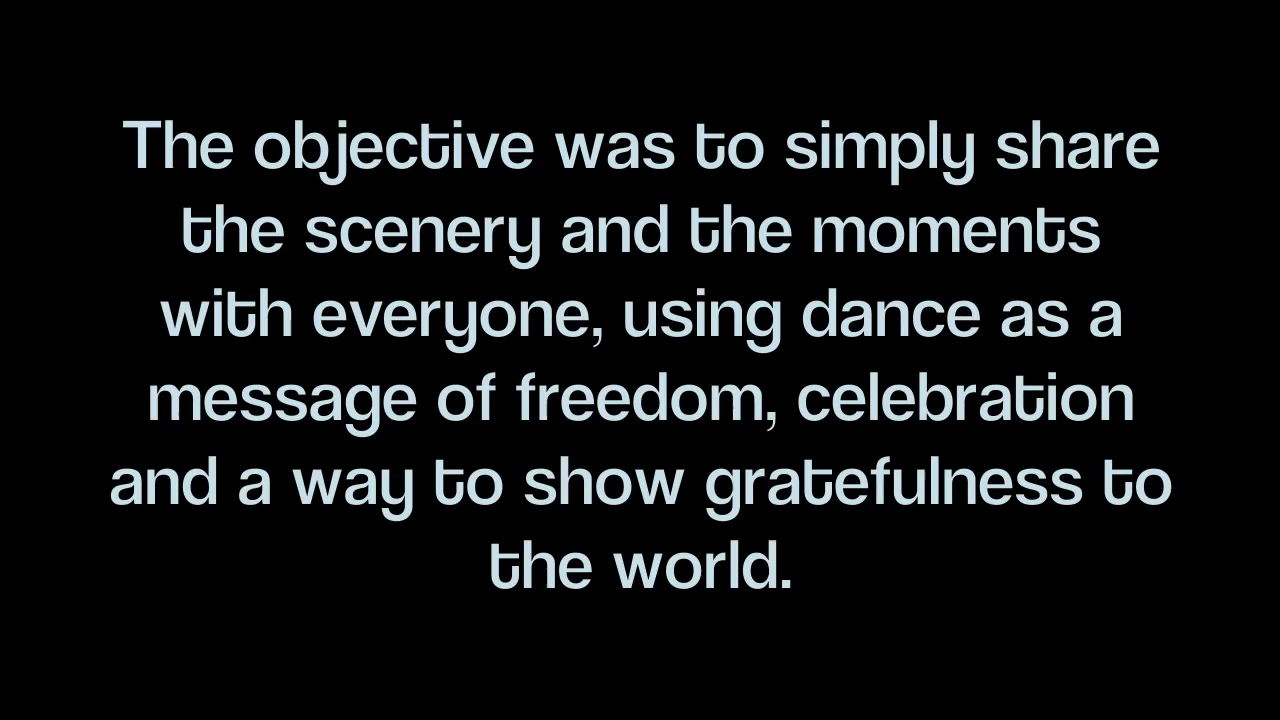 The objective was to simply share
the scenery and the moments
with everyone, using dance as a
message of freedom, celebration
and a way to show gratefulness to
the world.